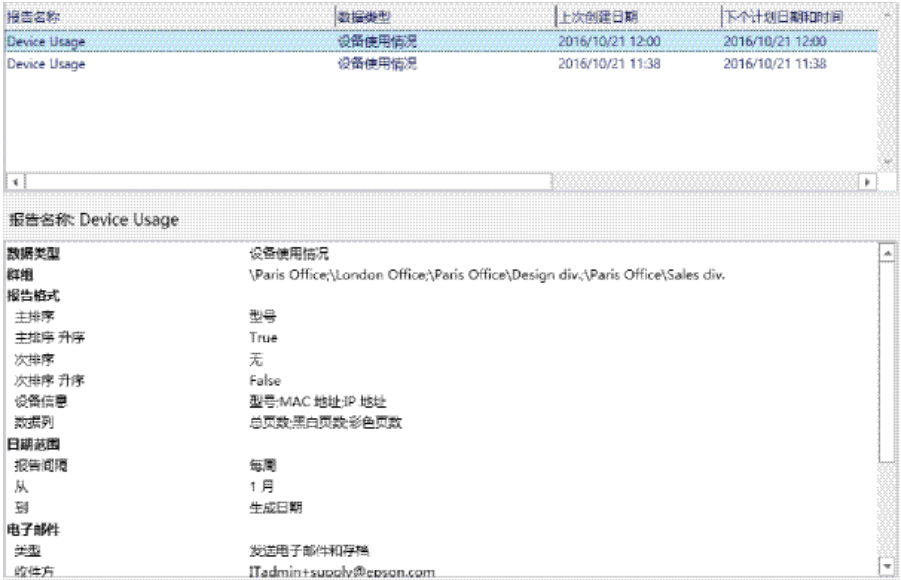 报告名称 数据类型 上次创建日期 下个计划日期和时间
Device Usage 设备使用情况 2016/10/21 12:00 2016/10/21 12:00
Device Usage 设备使用情况 2016/10/21 11:38 2016/10/21 11:38
报告名称: Device Usage
数据类型 设备使用情况
群组 \Paris Office;\London Office;\Paris Office\Design div.;\Paris Office\Sales div.
报告格式
主排序 型号
主排序 升序 True
次排序 无
次排序 升序 False
设备信息 型号;MAC 地址;IP 地址
数据列 总页数;黑白页数;彩色页数
日期范围
报告间隔 每周
从 1 月
到 生成日期
电子邮件
类型 发送电子邮件和存档
收件方 ITadmin+supply@epson.com